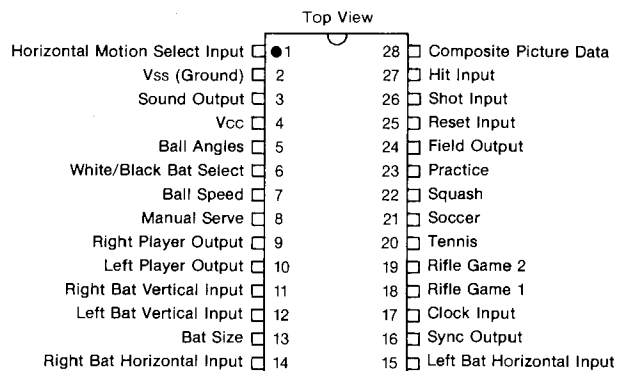 Top View
Horizontal Motion Select Input 1 28 Composite Picture Data
Vss (Ground) 2 27 Hit Input
Sound Output 3 26 Shot Input
Vcc 4 25 Reset Input
Ball Angles 5 24 Field Output
White/Black Bat Select 6 23 Practice
Ball Speed 7 22 Squash
Manual Serve 8 21 Soccer
Right Player Output 9 20 Tennis
Left Player Output 10 19 Rifle Game 2
Right Bat Vertical Input 11 18 Rifle Game 1
Left Bat Vertical Input 12 17 Clock Input
Bat Size 13 16 Sync Output
Right Bat Horizontal Input 14 15 Left Bat Horizontal Input